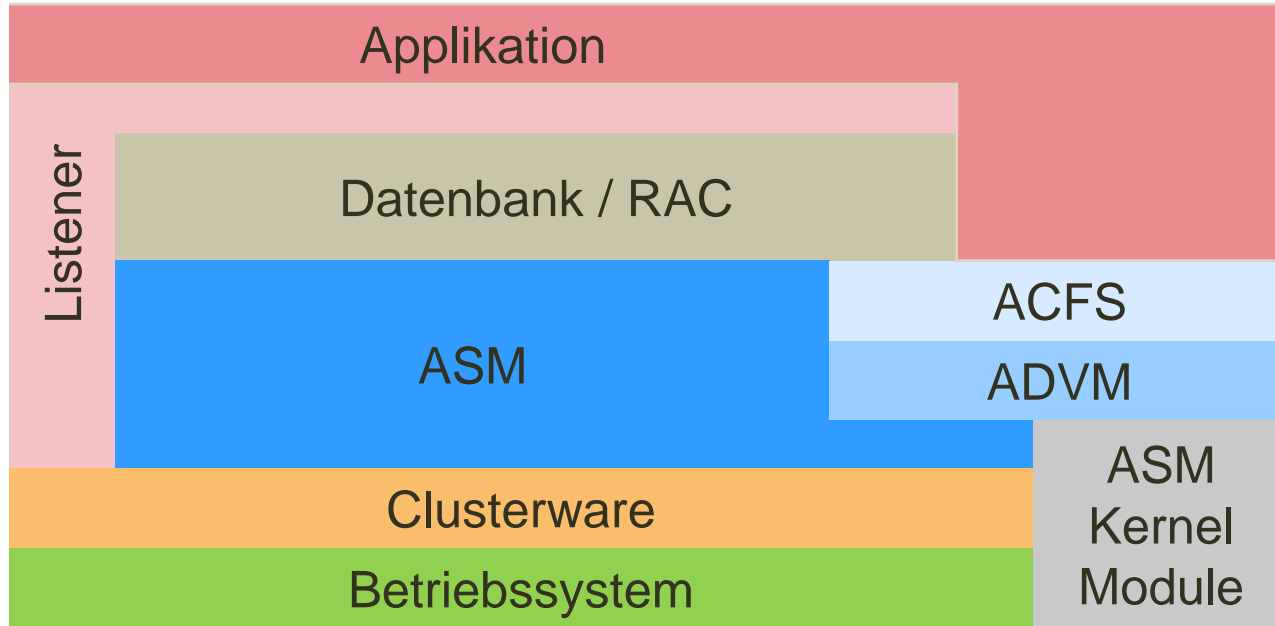 Applikation
Listener
Datenbank / RAC
ACFS
ASM
ADVM
ASM
Kernel
Module
Clusterware
Betriebssystem